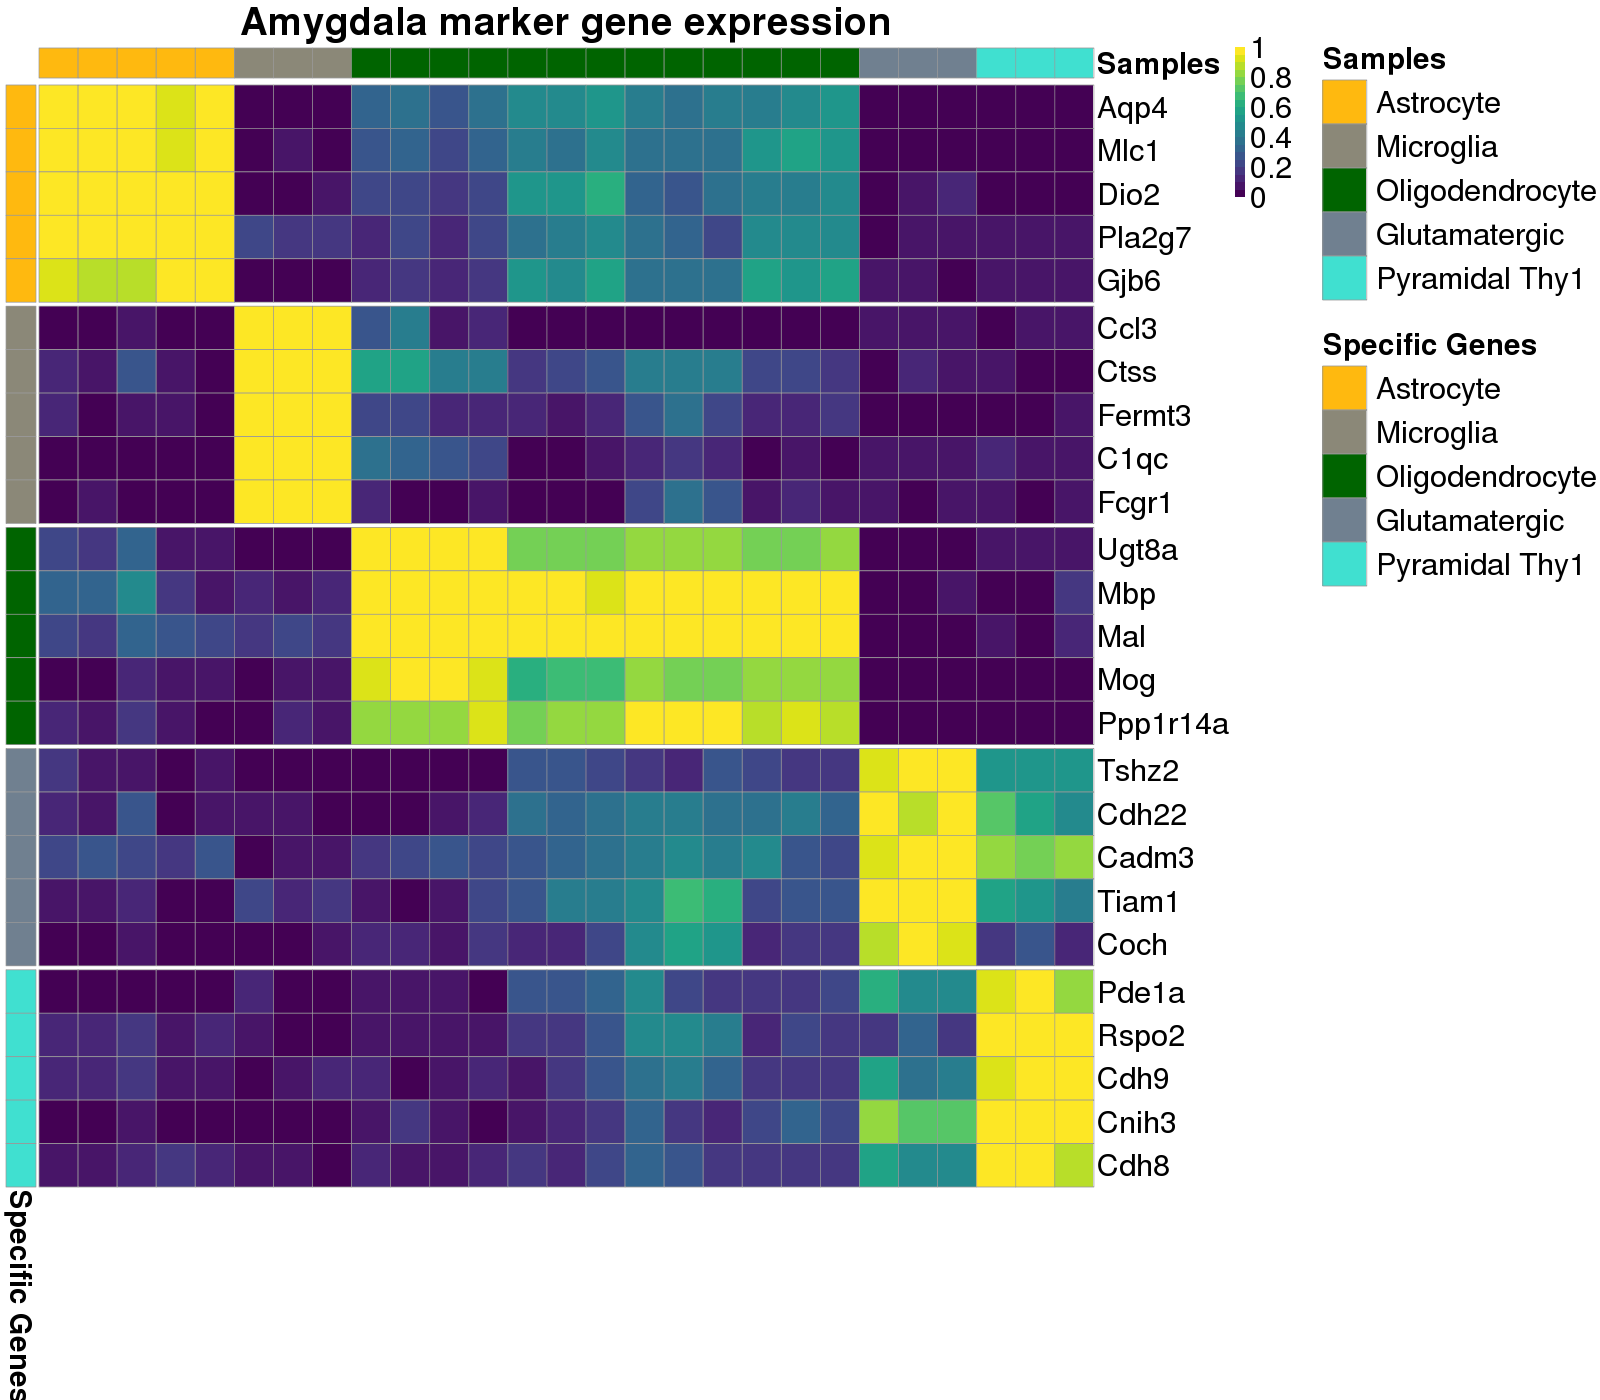 Amygdala marker gene expression
Samples
1
0.8
0.6
0.4
0.2
0
Aqp4
Mlc1
Dio2
Pla2g7
Gjb6
Ccl3
Ctss
Fermt3
C1qc
Fcgr1
Ugt8a
Mbp
Mal
Mog
Ppp1r14a
Tshz2
Cdh22
Cadm3
Tiam1
Coch
Pde1a
Rspo2
Cdh9
Cnih3
Cdh8
Specific Genes
Samples
Astrocyte
Microglia
Oligodendrocyte
Glutamatergic
Pyramidal Thy1
Specific Genes
Astrocyte
Microglia
Oligodendrocyte
Glutamatergic
Pyramidal Thy1